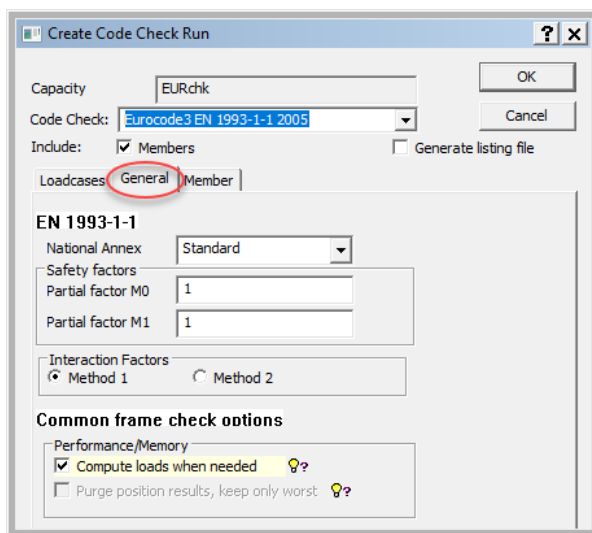 Create Code Check Run
? x
Capacity EURchk OK
Code Check: Eurocode3 EN 1993-1-1 2005 Cancel
Include: Members Generate listing file
Loadcases General Member
EN 1993-1-1
National Annex Standard
Safety factors
Partial factor M0 1
Partial factor M1 1
Interaction Factors
Method 1 Method 2
Common frame check options
Performance/Memory
Compute loads when needed ?
Purge position results, keep only worst ?